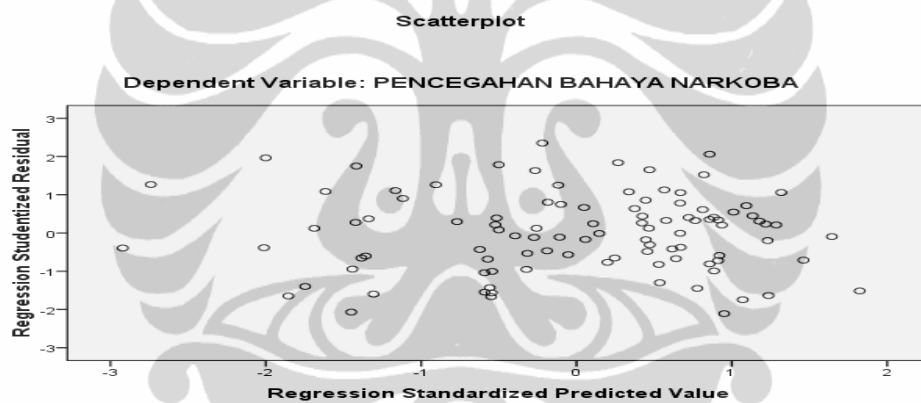 Scatterplot
Dependent Variable: PENCEGAHAN BAHAYA NARKOBA
Regression Studentized Residual
3
2
1
0
-1
-2
-3
-3 -2 -1 0 1 2
Regression Standardized Predicted Value